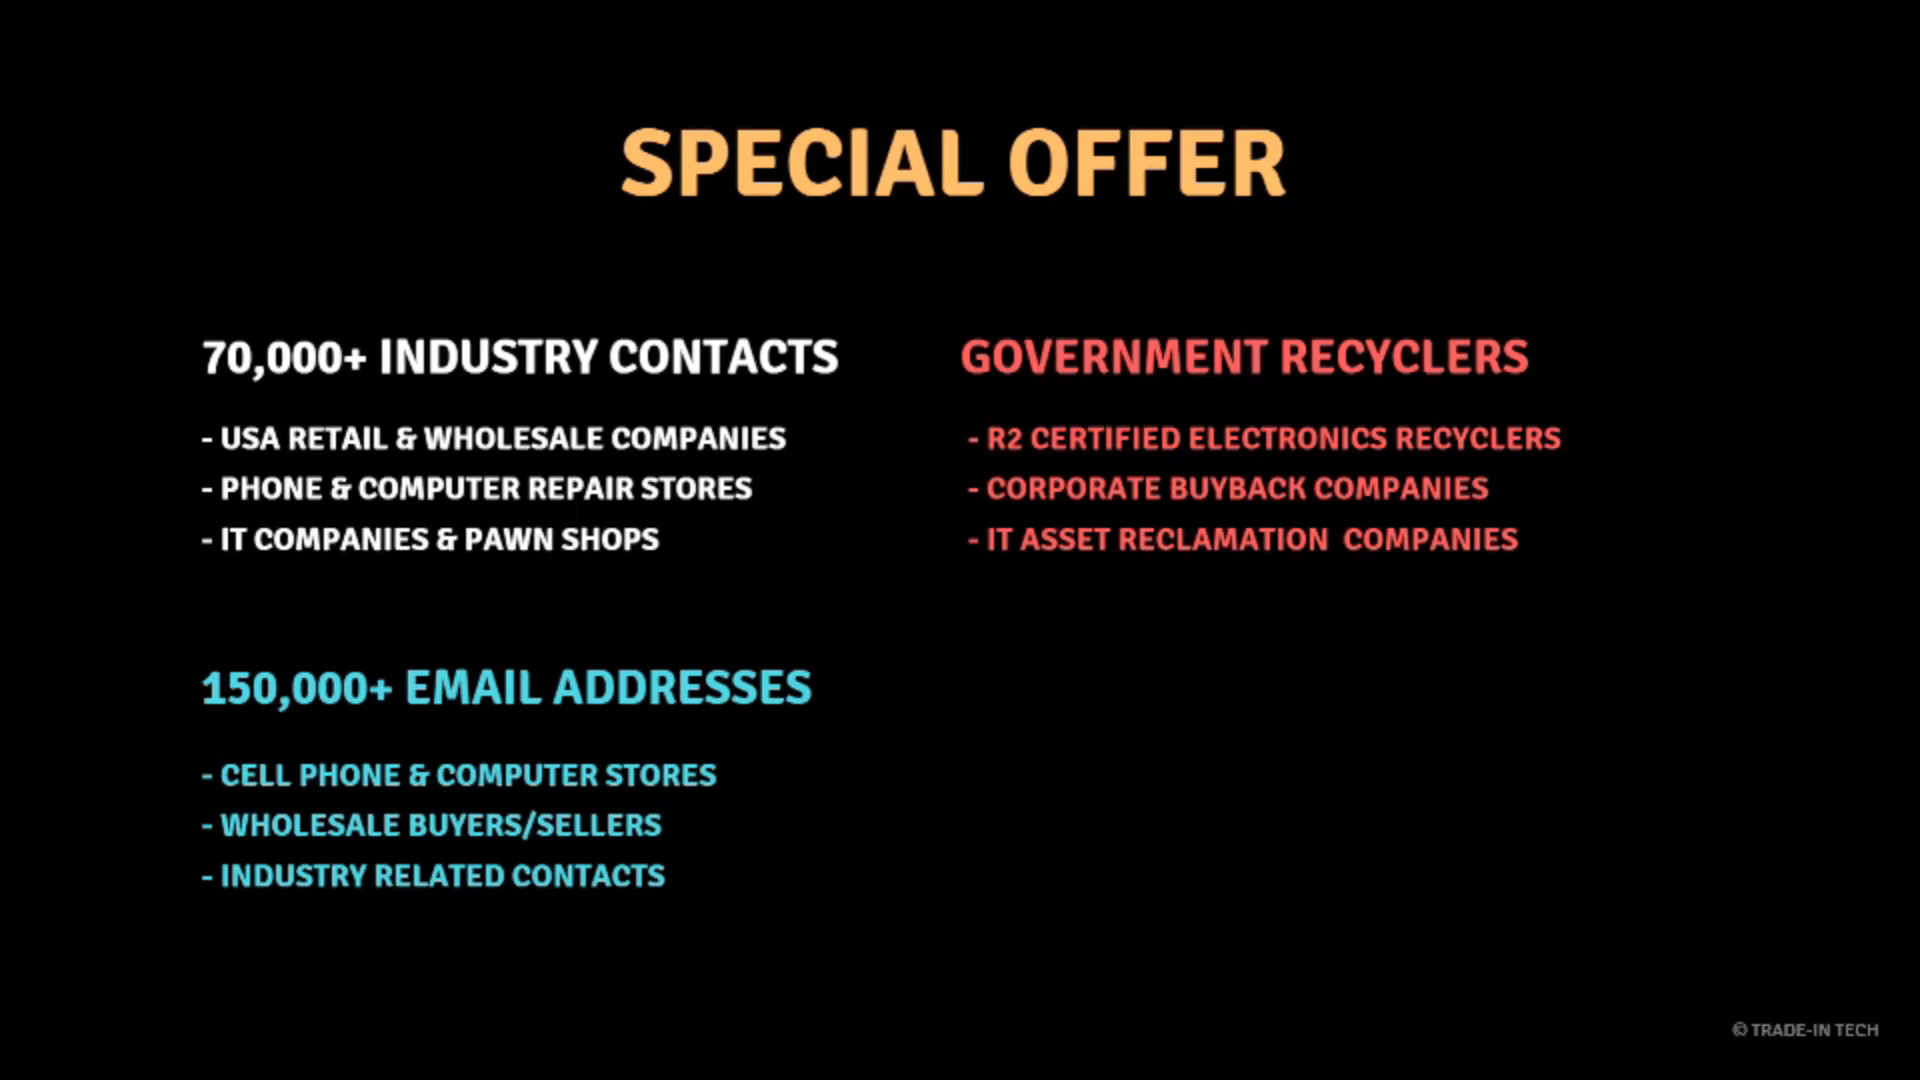 SPECIAL OFFER
70,000+ INDUSTRY CONTACTS
- USA RETAIL & WHOLESALE COMPANIES
- PHONE & COMPUTER REPAIR STORES
- IT COMPANIES & PAWN SHOPS
GOVERNMENT RECYCLERS
- R2 CERTIFIED ELECTRONICS RECYCLERS
- CORPORATE BUYBACK COMPANIES
- IT ASSET RECLAMATION  COMPANIES
150,000+ EMAIL ADDRESSES
- CELL PHONE & COMPUTER STORES
- WHOLESALE BUYERS/SELLERS
- INDUSTRY RELATED CONTACTS
© TRADE-IN TECH